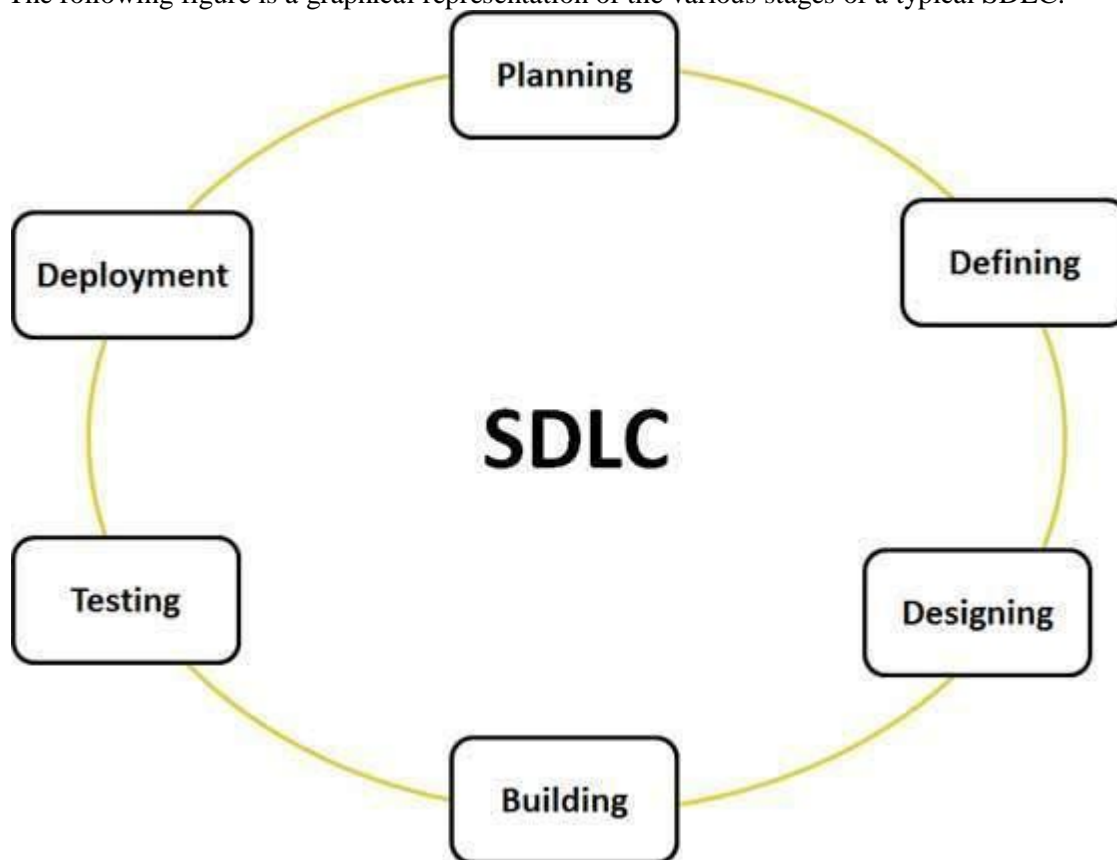 The following figure is a graphical representation of the various stages of a typical SDLC.
Planning
Defining
Deployment
SDLC
Testing
Designing
Building